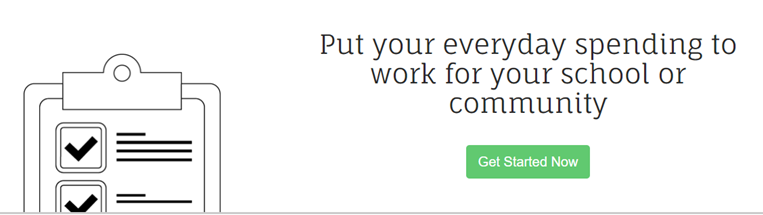 Put your everyday spending to
work for your school or
community
Get Started Now